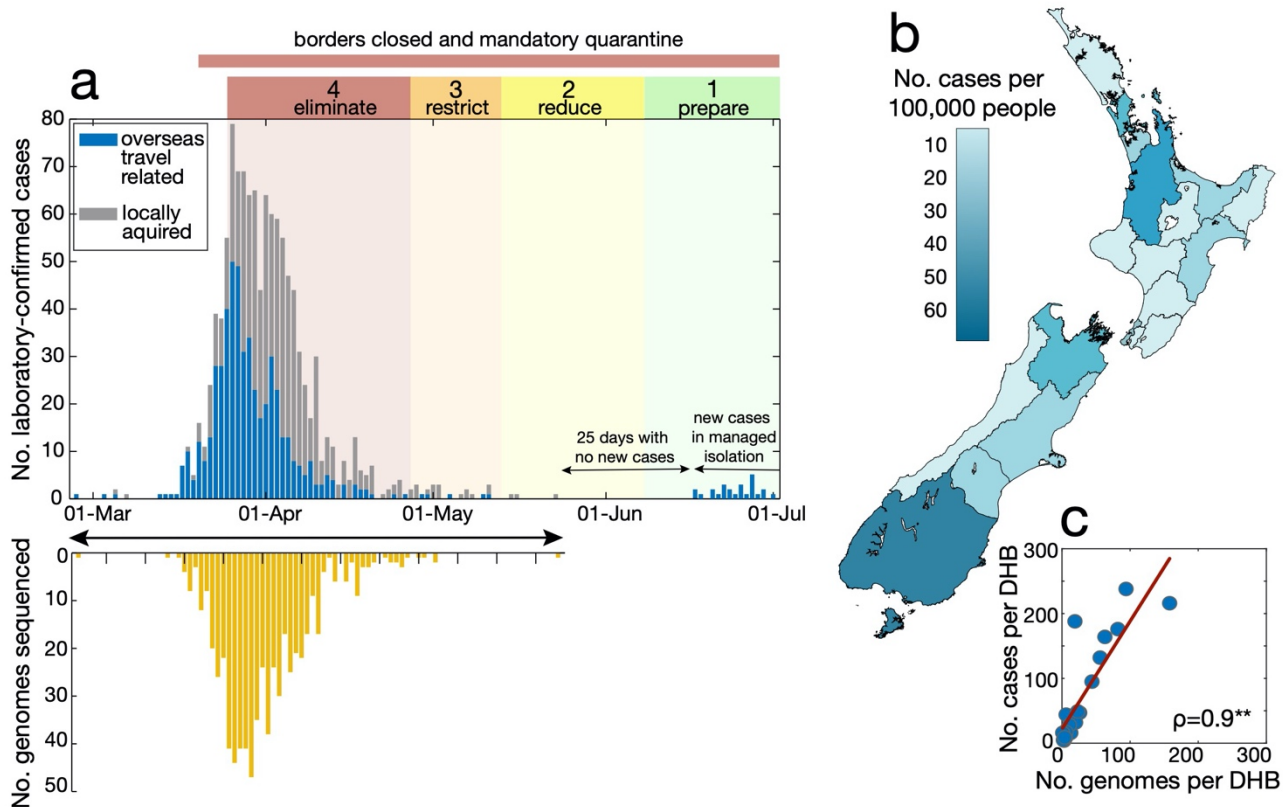 borders closed and mandatory quarantine
a
4
eliminate
3
restrict
2
reduce
1
prepare
No. laboratory-confirmed cases
80
70
60
50
40
30
20
10
0
overseas
travel
related
locally
aquired
25 days with
no new cases
new cases
in managed
isolation
01-Mar
01-Apr
01-May
01-Jun
01-Jul
No. genomes sequenced
0
10
20
30
40
50
b
No. cases per
100,000 people
10
20
30
40
50
60
c
No. cases per DHB
300
200
100
0
ρ=0.9**
0
100
200
300
No. genomes per DHB